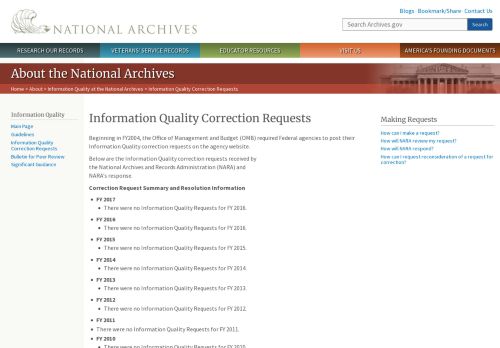 NATIONAL ARCHIVES
Blogs · Bookmark/Share · Contact Us
Search Archives.gov
Search
RESEARCH OUR RECORDS
VETERANS' SERVICE RECORDS
EDUCATOR RESOURCES
VISIT US
AMERICA'S FOUNDING DOCUMENTS
About the National Archives
Home > About > Information Quality at the National Archives > Information Quality Correction Requests
Information Quality
Main Page
Guidelines
Information Quality
Correction Requests
Bulletin for Peer Review
Significant Guidance
Information Quality Correction Requests
Beginning in FY2004, the Office of Management and Budget (OMB) required Federal agencies to post their
Information Quality correction requests on the agency website.
Below are the information Quality correction requests received by
the National Archives and Records Administration (NARA) and
NARA's response.
Correction Request Summary and Resolution Information
FY 2017
There were no Information Quality Requests for FY 2016.
FY 2016
There were no Information Quality Requests for FY 2016.
FY 2015
There were no Information Quality Requests for FY 2015.
FY 2014
There were no Information Quality Requests for FY 2014.
FY 2013
There were no Information Quality Requests for FY 2013.
FY 2012
There were no Information Quality Requests for FY 2012.
FY 2011
There were no Information Quality Requests for FY 2011.
FY 2010
There were no Information Quality Requests for FY 2010.
Making Requests
How can I make a request?
How will NARA review my request?
How will NARA respond?
How can I request reconsideration of a request for
correction?